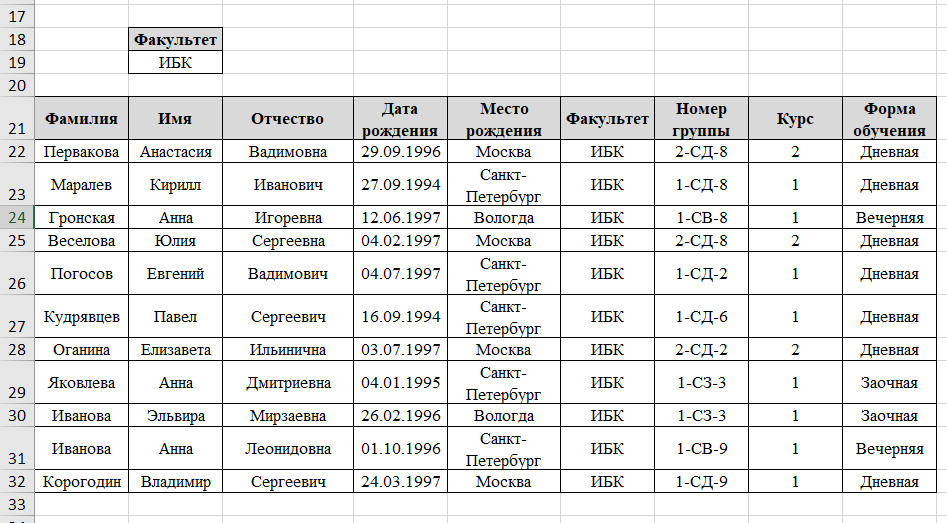 17
18 Факультет
19 ИБК
20
Дата Место Номер Форма
21 Фамилия Имя Отчество рождения рождения Факультет группы Курс обучения
22 Первакова Анастасия Вадимовна 29.09.1996 Москва ИБК 2-СД-8 2 Дневная
Санкт-
23 Маралев Кирилл Иванович 27.09.1994 Петербург ИБК 1-СД-8 1 Дневная
24 Гронская Анна Игоревна 12.06.1997 Вологда ИБК 1-СВ-8 1 Вечерняя
25 Веселова Юлия Сергеевна 04.02.1997 Москва ИБК 2-СД-8 2 Дневная
Санкт-
26 Погосов Евгений Вадимович 04.07.1997 Петербург ИБК 1-СД-2 1 Дневная
Санкт-
27 Кудрявцев Павел Сергеевич 16.09.1994 Петербург ИБК 1-СД-6 1 Дневная
28 Оганина Елизавета Ильинична 03.07.1997 Москва ИБК 2-СД-2 2 Дневная
Санкт-
29 Яковлева Анна Дмитриевна 04.01.1995 Петербург ИБК 1-СЗ-3 1 Заочная
30 Иванова Эльвира Мирзаевна 26.02.1996 Вологда ИБК 1-СЗ-3 1 Заочная
Санкт-
31 Иванова Анна Леонидовна 01.10.1996 Петербург ИБК 1-СВ-9 1 Вечерняя
32 Корогодин Владимир Сергеевич 24.03.1997 Москва ИБК 1-СД-9 1 Дневная
33